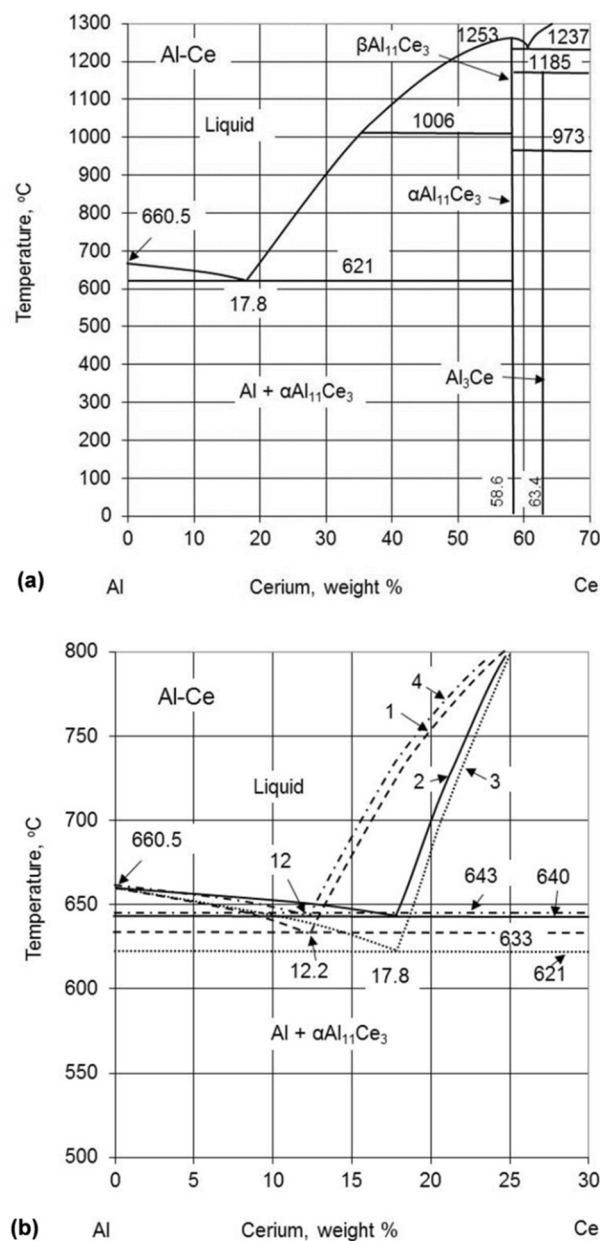 1300
1200
1100
1000
900
800
700
600
500
400
300
200
100
0
Temperature, ºC
Al-Ce
1253
1237
βAl₁₁Ce₃
1185
Liquid
1006
973
αAl₁₁Ce₃
660.5
621
17.8
Al₃Ce
Al + αAl₁₁Ce₃
58.6
63.4
0 10 20 30 40 50 60 70
(a)
Al Cerium, weight % Ce
800
750
700
650
600
550
500
Temperature, ºC
Al-Ce
4
1
Liquid
2 3
660.5
12
643 640
633
12.2 17.8 621
Al + αAl₁₁Ce₃
0 5 10 15 20 25 30
(b)
Al Cerium, weight % Ce